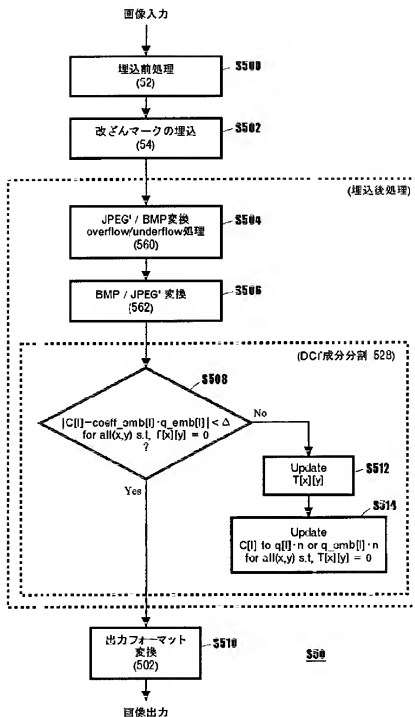 画像入力
埋込前処理
(52)
S500
改ざんマークの埋込
(54)
S502
(埋込後処理)
JPEG' / BMP変換
overflow/underflow処理
(560)
S504
BMP / JPEG' 変換
(562)
S506
(DCT成分分割 528)
S508
|C[i]−coeff_emb[i]·q_emb[i]| < Δ
for all(x,y) s.t, T[x][y] = 0
?
No
Yes
Update
T[x][y]
S512
S514
Update
C[i] to q[i]·n or q_emb[i]·n
for all(x,y) s.t, T[x][y] = 0
出力フォーマット
変換
(502)
S510
S50
画像出力